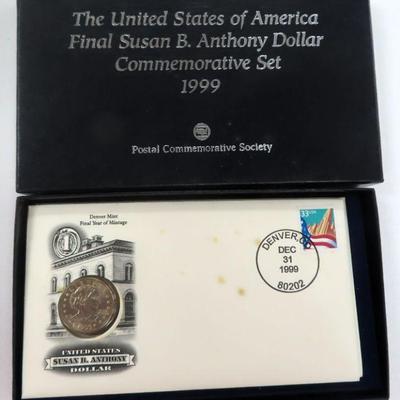 The United States of America
Final Susan B. Anthony Dollar
Commemorative Set
1999
Postal Commemorative Society
Denver Mint
Final Year of Mintage
33 USA
DENVER, CO
DEC
31
1999
80202
UNITED STATES
SUSAN B. ANTHONY
DOLLAR